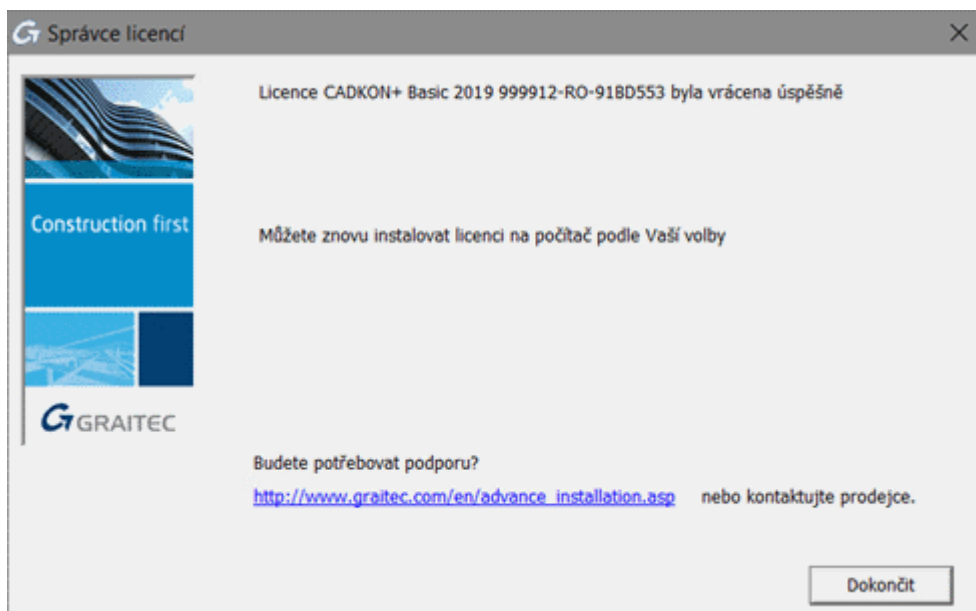 Správce licencí
Licence CADKON+ Basic 2019 999912-RO-91BD553 byla vrácena úspěšně
Construction first
Můžete znovu instalovat licenci na počítač podle Vaší volby
GRAITEC
Budete potřebovat podporu?
http://www.graitec.com/en/advance_installation.asp nebo kontaktujte prodejce.
Dokončit